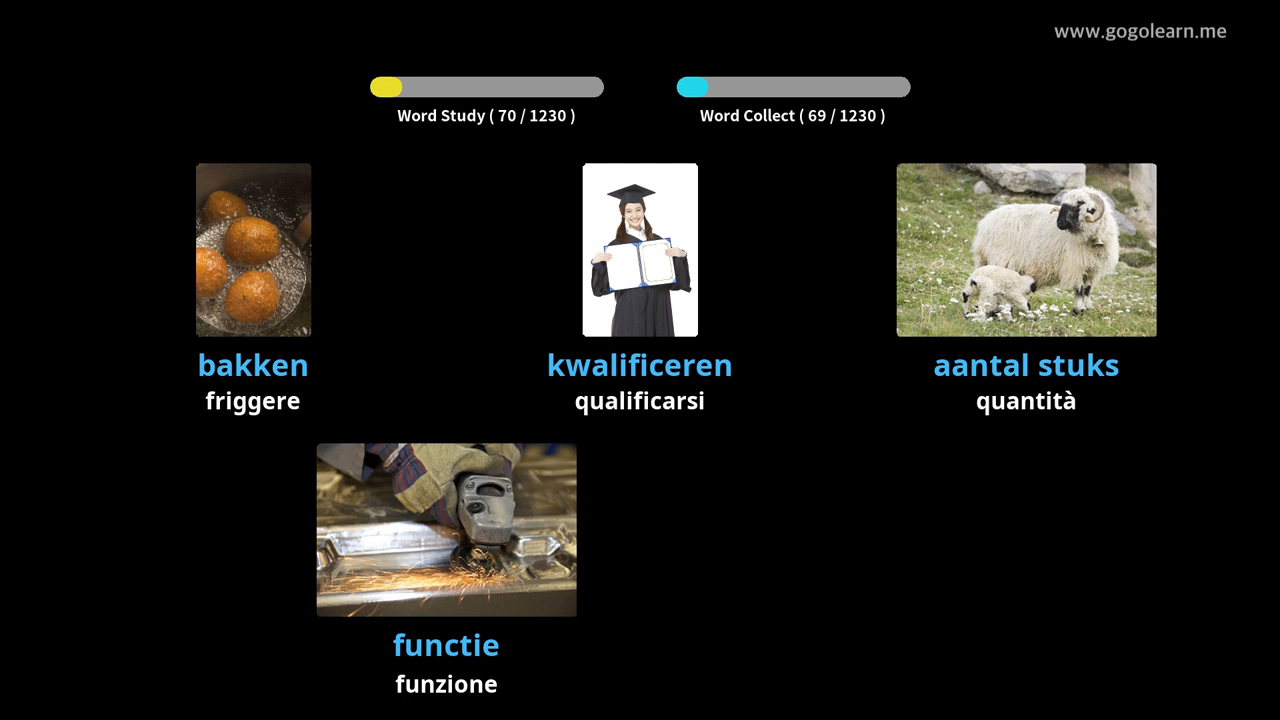 www.gogolearn.me
Word Study ( 70 / 1230 )
Word Collect ( 69 / 1230 )
bakken
friggere
kwalificeren
qualificarsi
aantal stuks
quantità
functie
funzione